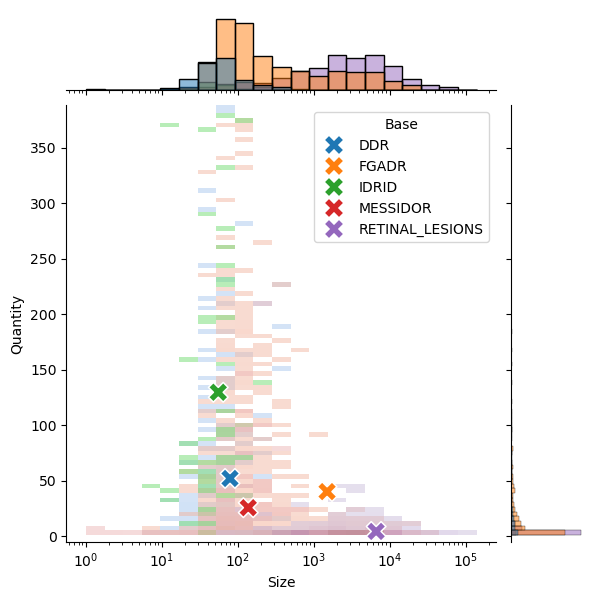 Base
DDR
FGADR
IDRID
MESSIDOR
RETINAL_LESIONS
Quantity
350
300
250
200
150
100
50
0
10^0
10^1
10^2
10^3
10^4
10^5
Size